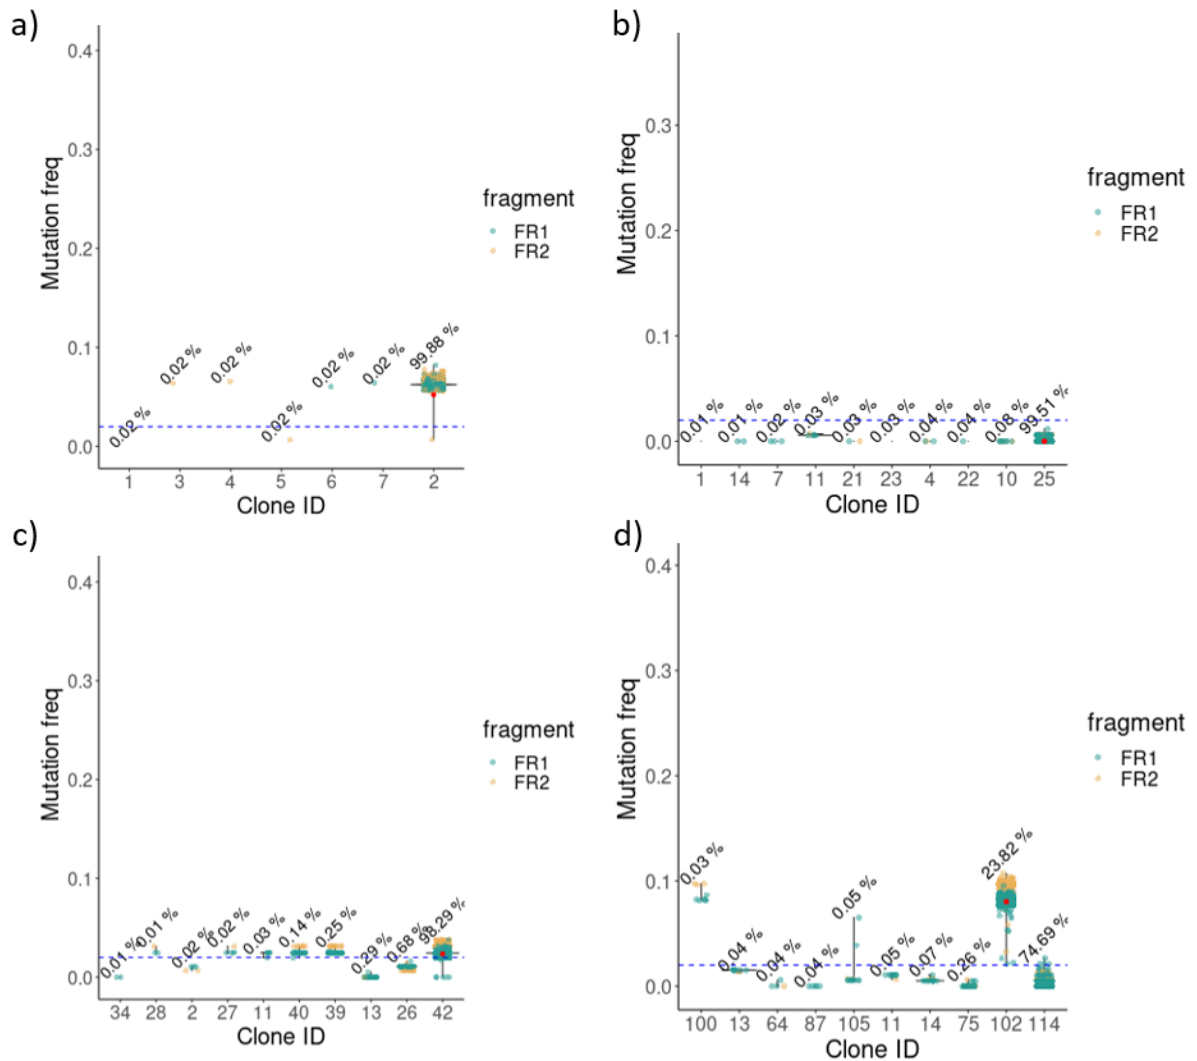 a)
Mutation freq
0.4
0.3
0.2
0.1
0.0
0.02 %
0.02 %
0.02 %
0.02 %
0.02 %
0.02 %
99.88 %
1 3 4 5 6 7 2
Clone ID
fragment
FR1
FR2
b)
Mutation freq
0.3
0.2
0.1
0.0
0.01 %
0.01 %
0.02 %
0.03 %
0.03 %
0.03 %
0.04 %
0.04 %
0.08 %
99.51 %
1 14 7 11 21 23 4 22 10 25
Clone ID
fragment
FR1
FR2
c)
Mutation freq
0.4
0.3
0.2
0.1
0.0
0.01 %
0.01 %
0.02 %
0.02 %
0.03 %
0.14 %
0.25 %
0.29 %
0.68 %
98.29 %
34 28 2 27 11 40 39 13 26 42
Clone ID
fragment
FR1
FR2
d)
Mutation freq
0.4
0.3
0.2
0.1
0.0
0.03 %
0.04 %
0.04 %
0.04 %
0.05 %
0.05 %
0.07 %
0.26 %
23.82 %
74.69 %
100 13 64 87 105 11 14 75 102 114
Clone ID
fragment
FR1
FR2